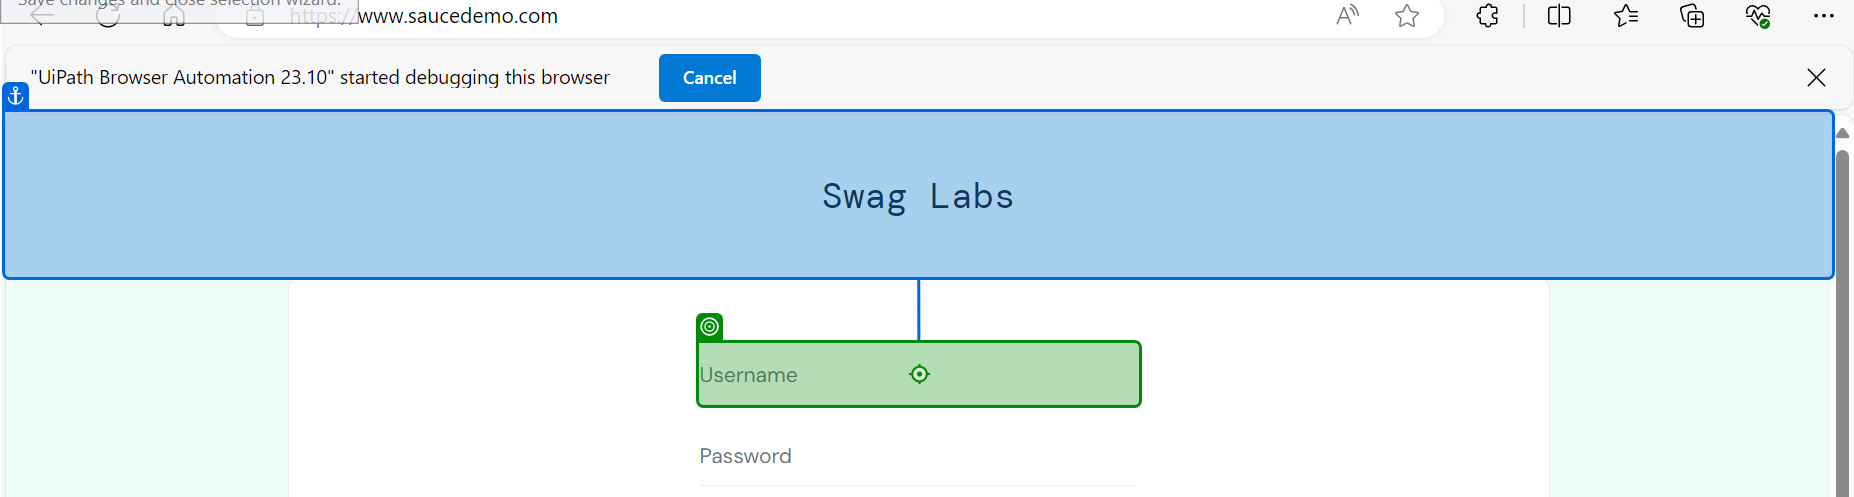 Save changes and close selection wizard.
https://www.saucedemo.com
"UiPath Browser Automation 23.10" started debugging this browser
Cancel
Swag Labs
Username
Password